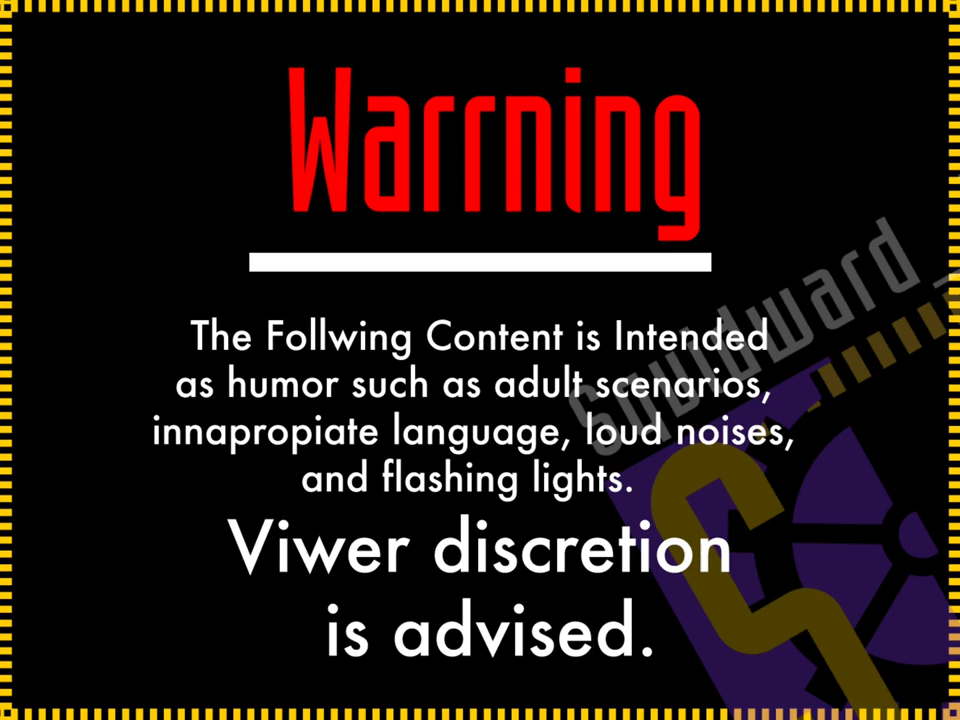 Warrning
The Follwing Content is Intended
as humor such as adult scenarios,
innapropiate language, loud noises,
and flashing lights.
Viwer discretion
is advised.
Squidward_